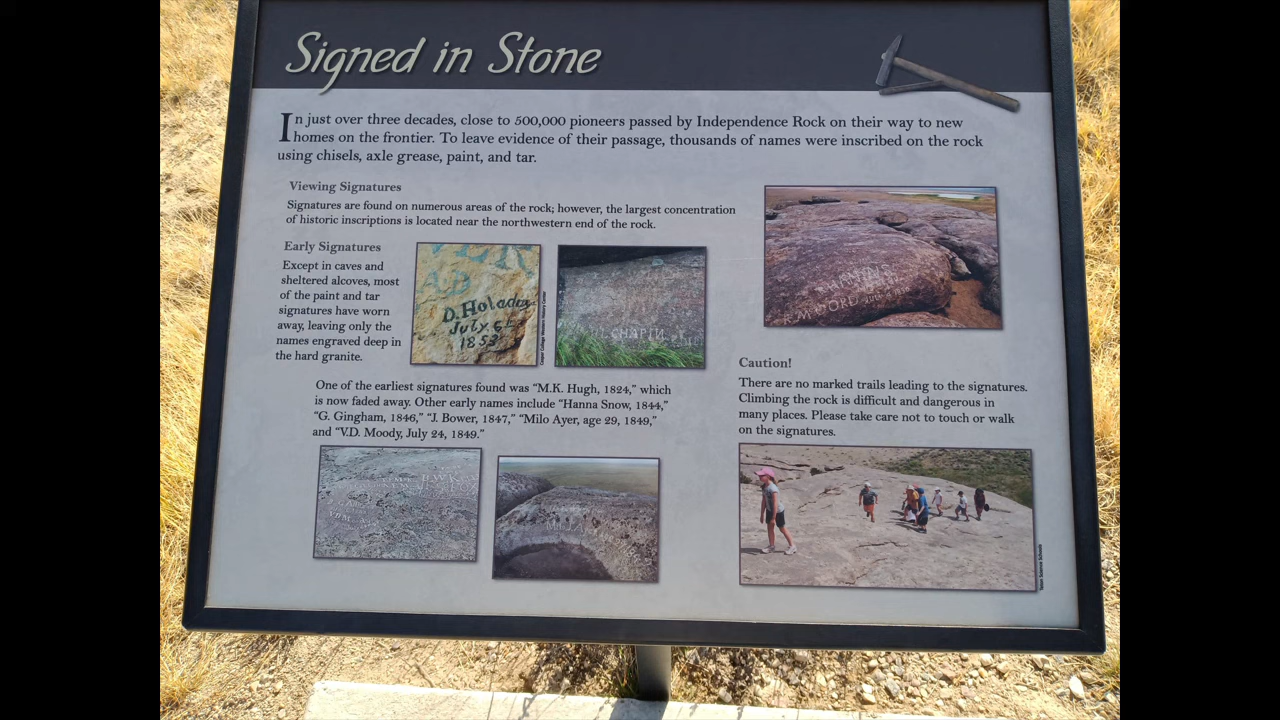 Signed in Stone
In just over three decades, close to 500,000 pioneers passed by Independence Rock on their way to new
homes on the frontier. To leave evidence of their passage, thousands of names were inscribed on the rock
using chisels, axle grease, paint, and tar.
Viewing Signatures
Signatures are found on numerous areas of the rock; however, the largest concentration
of historic inscriptions is located near the northwestern end of the rock.
Early Signatures
Except in caves and
sheltered alcoves, most
of the paint and tar
signatures have worn
away, leaving only the
names engraved deep in
the hard granite.
A.D.
D. Holaday
July 6
1853
Casper College Western History Center
CHAPIN
One of the earliest signatures found was “M.K. Hugh, 1824,” which
is now faded away. Other early names include “Hanna Snow, 1844,”
“G. Gingham, 1846,” “J. Bower, 1847,” “Milo Ayer, age 29, 1849,”
and “V.D. Moody, July 24, 1849.”
Caution!
There are no marked trails leading to the signatures.
Climbing the rock is difficult and dangerous in
many places. Please take care not to touch or walk
on the signatures.
Teton Science Schools